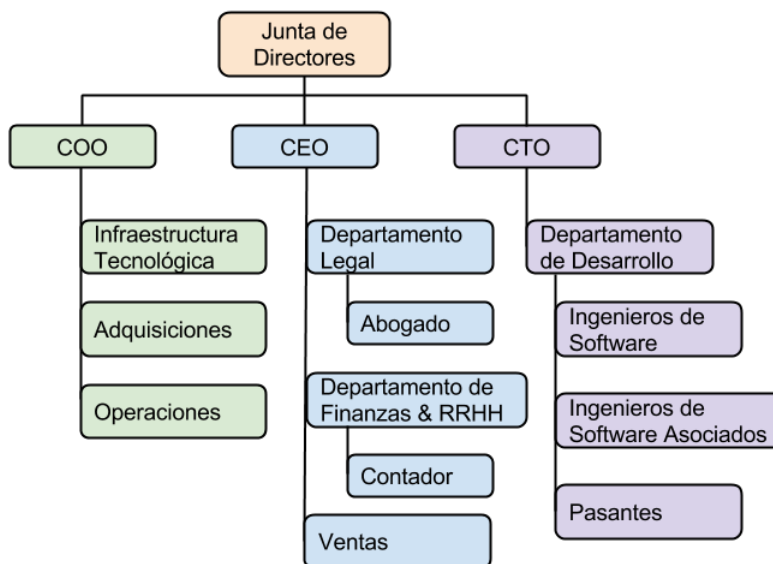 Junta de
Directores
COO
CEO
CTO
Infraestructura
Tecnológica
Adquisiciones
Operaciones
Departamento
Legal
Abogado
Departamento de
Finanzas & RRHH
Contador
Ventas
Departamento
de Desarrollo
Ingenieros de
Software
Ingenieros de
Software Asociados
Pasantes